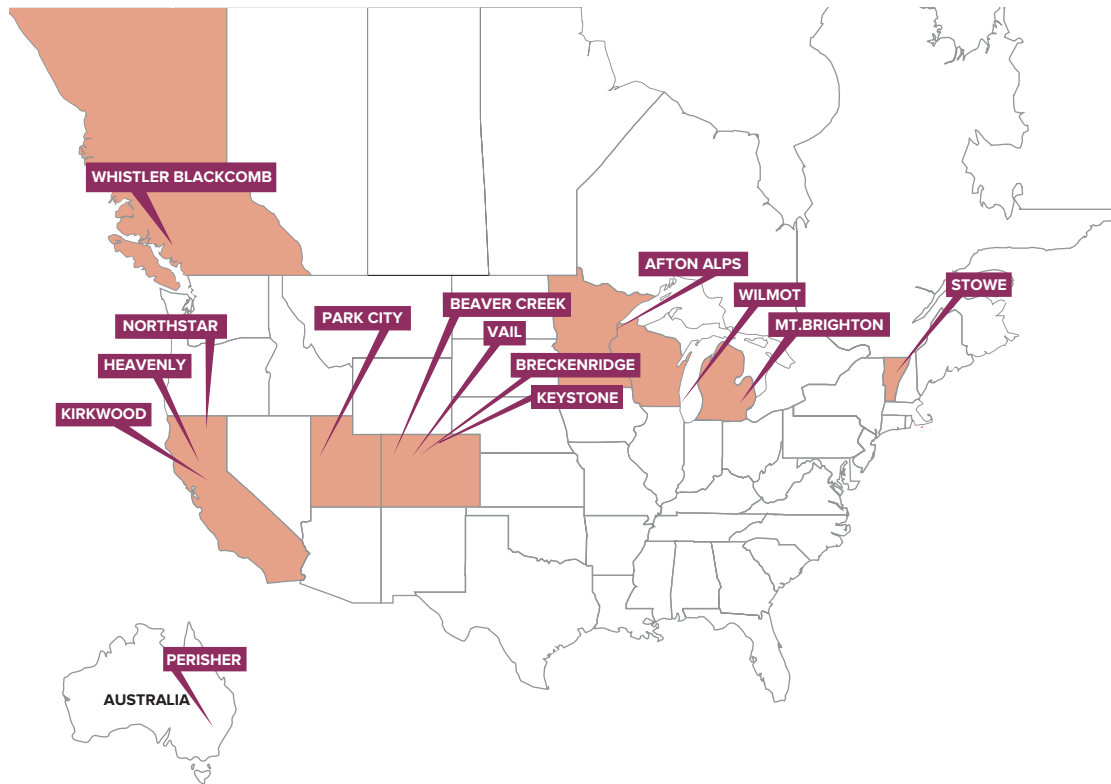 WHISTLER BLACKCOMB
AFTON ALPS
STOWE
WILMOT
BEAVER CREEK
PARK CITY
NORTHSTAR
MT.BRIGHTON
VAIL
HEAVENLY
BRECKENRIDGE
KEYSTONE
KIRKWOOD
PERISHER
AUSTRALIA